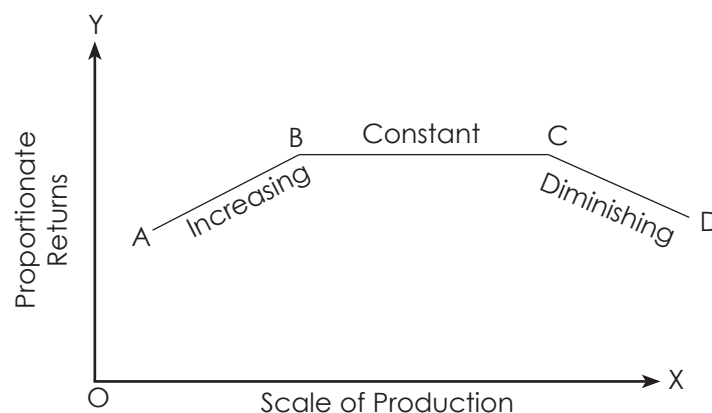 Y
Proportionate
Returns
B
Constant
C
A
Increasing
Diminishing
D
O
Scale of Production
X